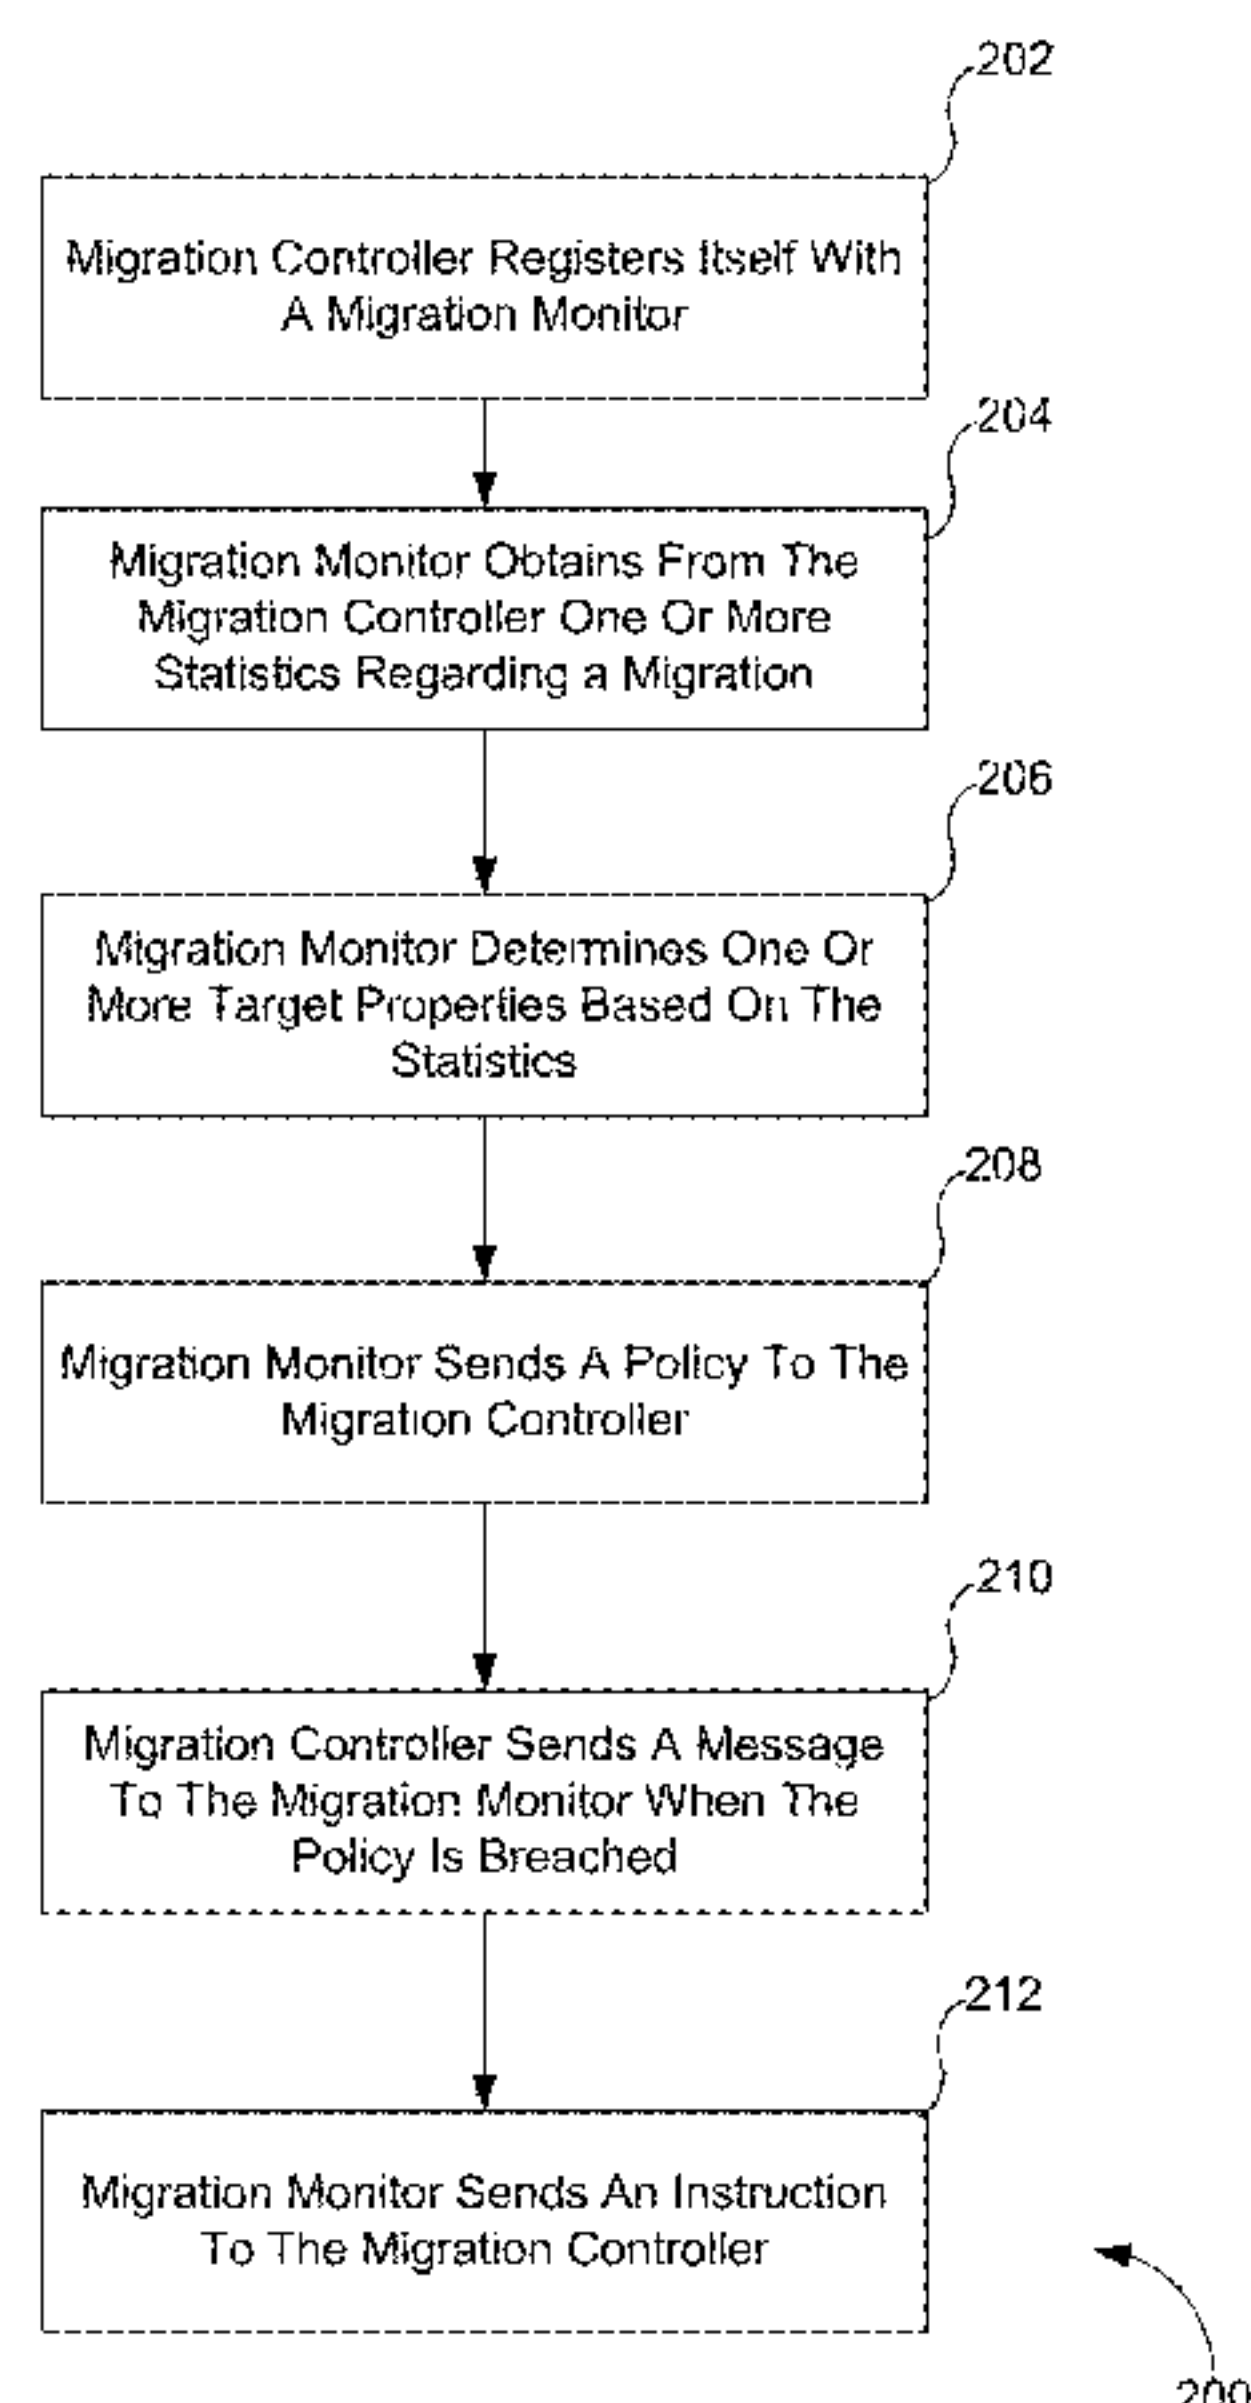 202
Migration Controller Registers Itself With
A Migration Monitor
204
Migration Monitor Obtains From The
Migration Controller One Or More
Statistics Regarding a Migration
206
Migration Monitor Determines One Or
More Target Properties Based On The
Statistics
208
Migration Monitor Sends A Policy To The
Migration Controller
210
Migration Controller Sends A Message
To The Migration Monitor When The
Policy Is Breached
212
Migration Monitor Sends An Instruction
To The Migration Controller
200